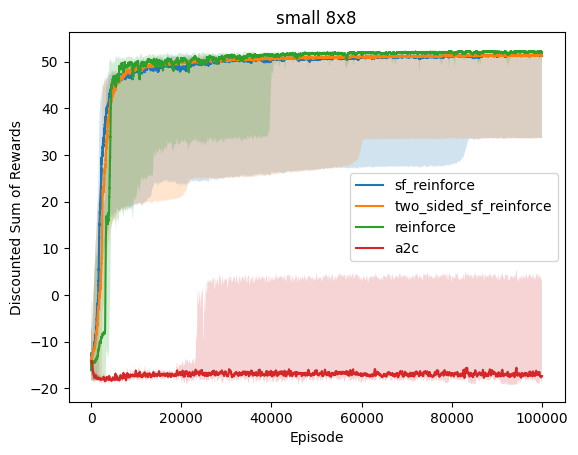 small 8x8
Discounted Sum of Rewards
50
40
30
20
10
0
−10
−20
sf_reinforce
two_sided_sf_reinforce
reinforce
a2c
0
20000
40000
60000
80000
100000
Episode